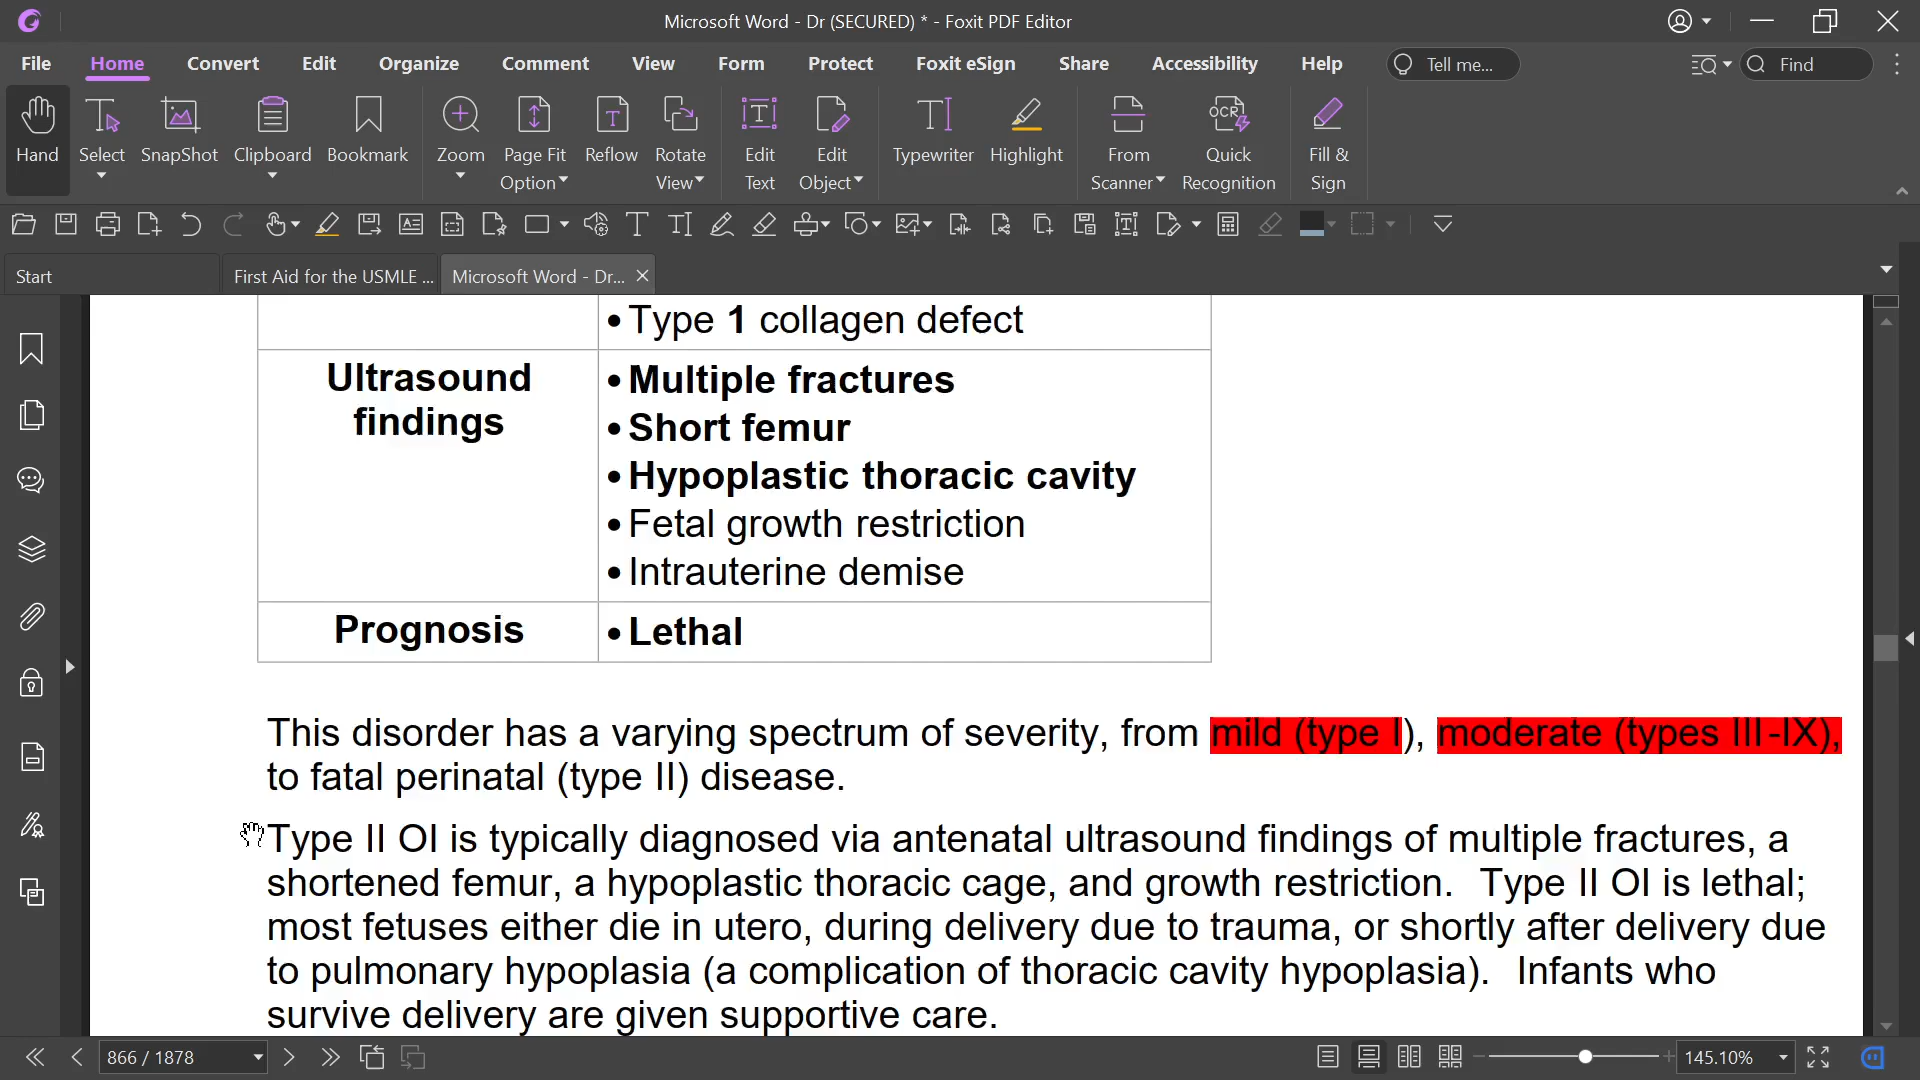 Microsoft Word - Dr (SECURED) * - Foxit PDF Editor
File Home Convert Edit Organize Comment View Form Protect Foxit eSign Share Accessibility Help Tell me... Find
Hand Select SnapShot Clipboard Bookmark Zoom Page Fit Option Reflow Rotate View Edit Text Edit Object Typewriter Highlight From Scanner OCR Quick Recognition Fill & Sign
Start First Aid for the USMLE ... Microsoft Word - Dr...
• Type 1 collagen defect
Ultrasound findings
• Multiple fractures
• Short femur
• Hypoplastic thoracic cavity
• Fetal growth restriction
• Intrauterine demise
Prognosis • Lethal
This disorder has a varying spectrum of severity, from mild (type I), moderate (types III-IX),
to fatal perinatal (type II) disease.
Type II OI is typically diagnosed via antenatal ultrasound findings of multiple fractures, a
shortened femur, a hypoplastic thoracic cage, and growth restriction. Type II OI is lethal;
most fetuses either die in utero, during delivery due to trauma, or shortly after delivery due
to pulmonary hypoplasia (a complication of thoracic cavity hypoplasia). Infants who
survive delivery are given supportive care.
866 / 1878 145.10%